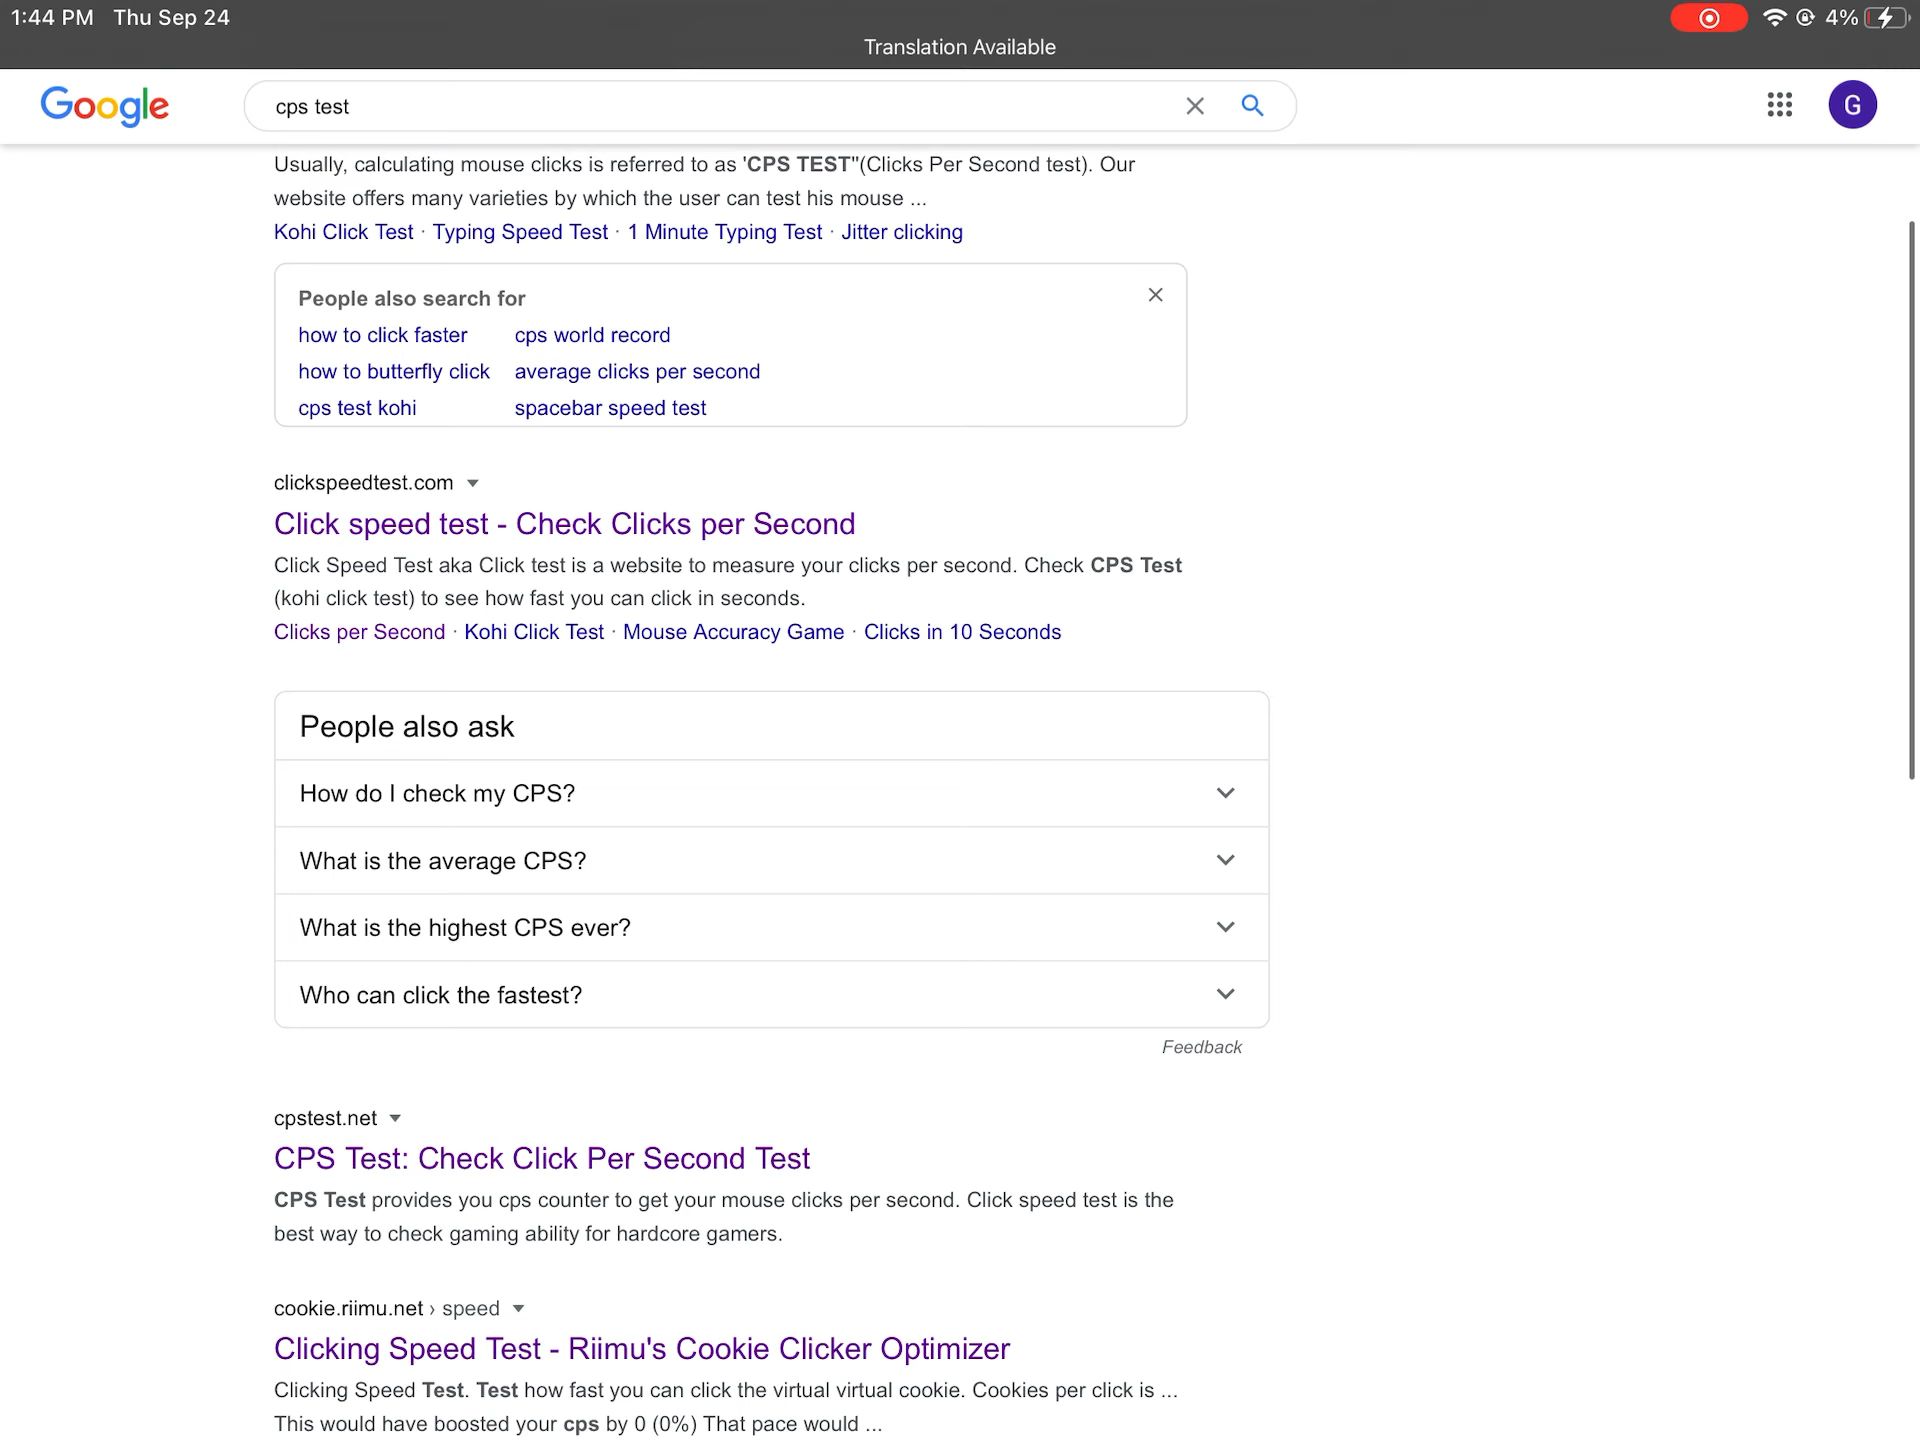 1:44 PM Thu Sep 24
4%
Translation Available
Google
cps test
G
Usually, calculating mouse clicks is referred to as 'CPS TEST"(Clicks Per Second test). Our
website offers many varieties by which the user can test his mouse ...
Kohi Click Test · Typing Speed Test · 1 Minute Typing Test · Jitter clicking
People also search for
how to click faster cps world record
how to butterfly click average clicks per second
cps test kohi spacebar speed test
clickspeedtest.com
Click speed test - Check Clicks per Second
Click Speed Test aka Click test is a website to measure your clicks per second. Check CPS Test
(kohi click test) to see how fast you can click in seconds.
Clicks per Second · Kohi Click Test · Mouse Accuracy Game · Clicks in 10 Seconds
People also ask
How do I check my CPS?
What is the average CPS?
What is the highest CPS ever?
Who can click the fastest?
Feedback
cpstest.net
CPS Test: Check Click Per Second Test
CPS Test provides you cps counter to get your mouse clicks per second. Click speed test is the
best way to check gaming ability for hardcore gamers.
cookie.riimu.net › speed
Clicking Speed Test - Riimu's Cookie Clicker Optimizer
Clicking Speed Test. Test how fast you can click the virtual virtual cookie. Cookies per click is ...
This would have boosted your cps by 0 (0%) That pace would ...